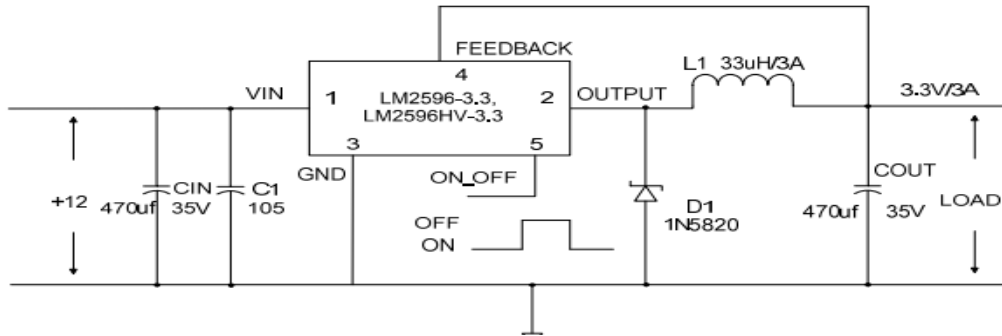 FEEDBACK
4
L1 33uH/3A
VIN
1
LM2596-3.3,
LM2596HV-3.3
2
OUTPUT
3.3V/3A
3
5
GND
ON_OFF
+12
470uf
CIN
35V
C1
105
OFF
ON
D1
1N5820
COUT
470uf
35V
LOAD